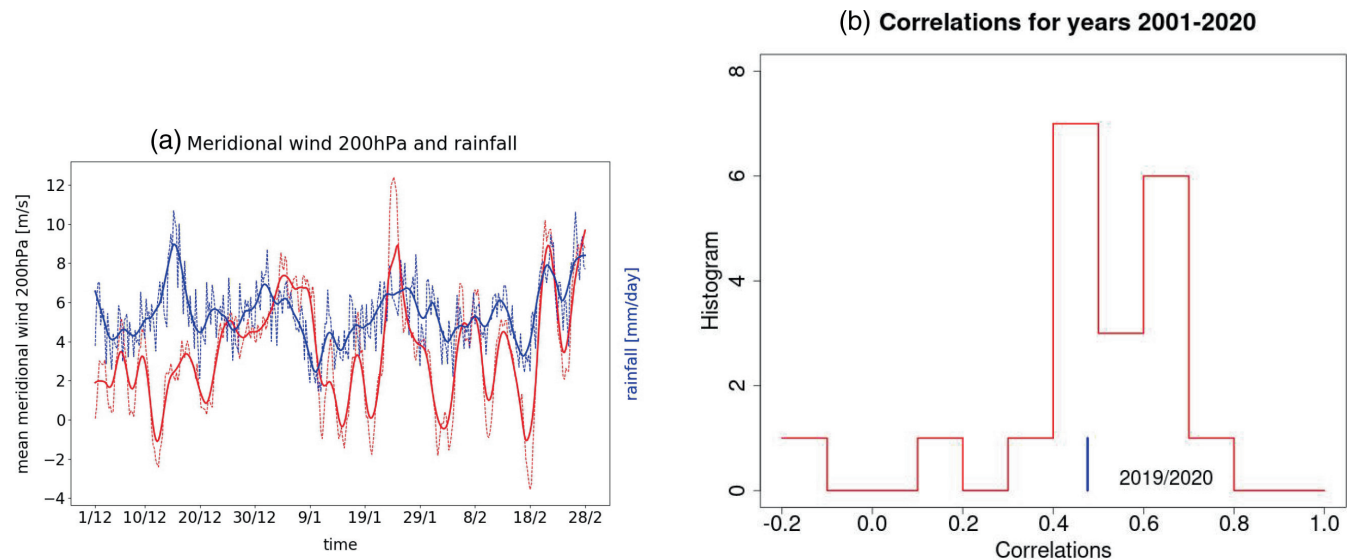 (a) Meridional wind 200hPa and rainfall
mean meridional wind 200hPa [m/s]
12
10
8
6
4
2
0
−2
−4
1/12 10/12 20/12 30/12 9/1 19/1 29/1 8/2 18/2 28/2
time
rainfall [mm/day]
(b) Correlations for years 2001-2020
Histogram
8
6
4
2
0
2019/2020
-0.2 0.0 0.2 0.4 0.6 0.8 1.0
Correlations